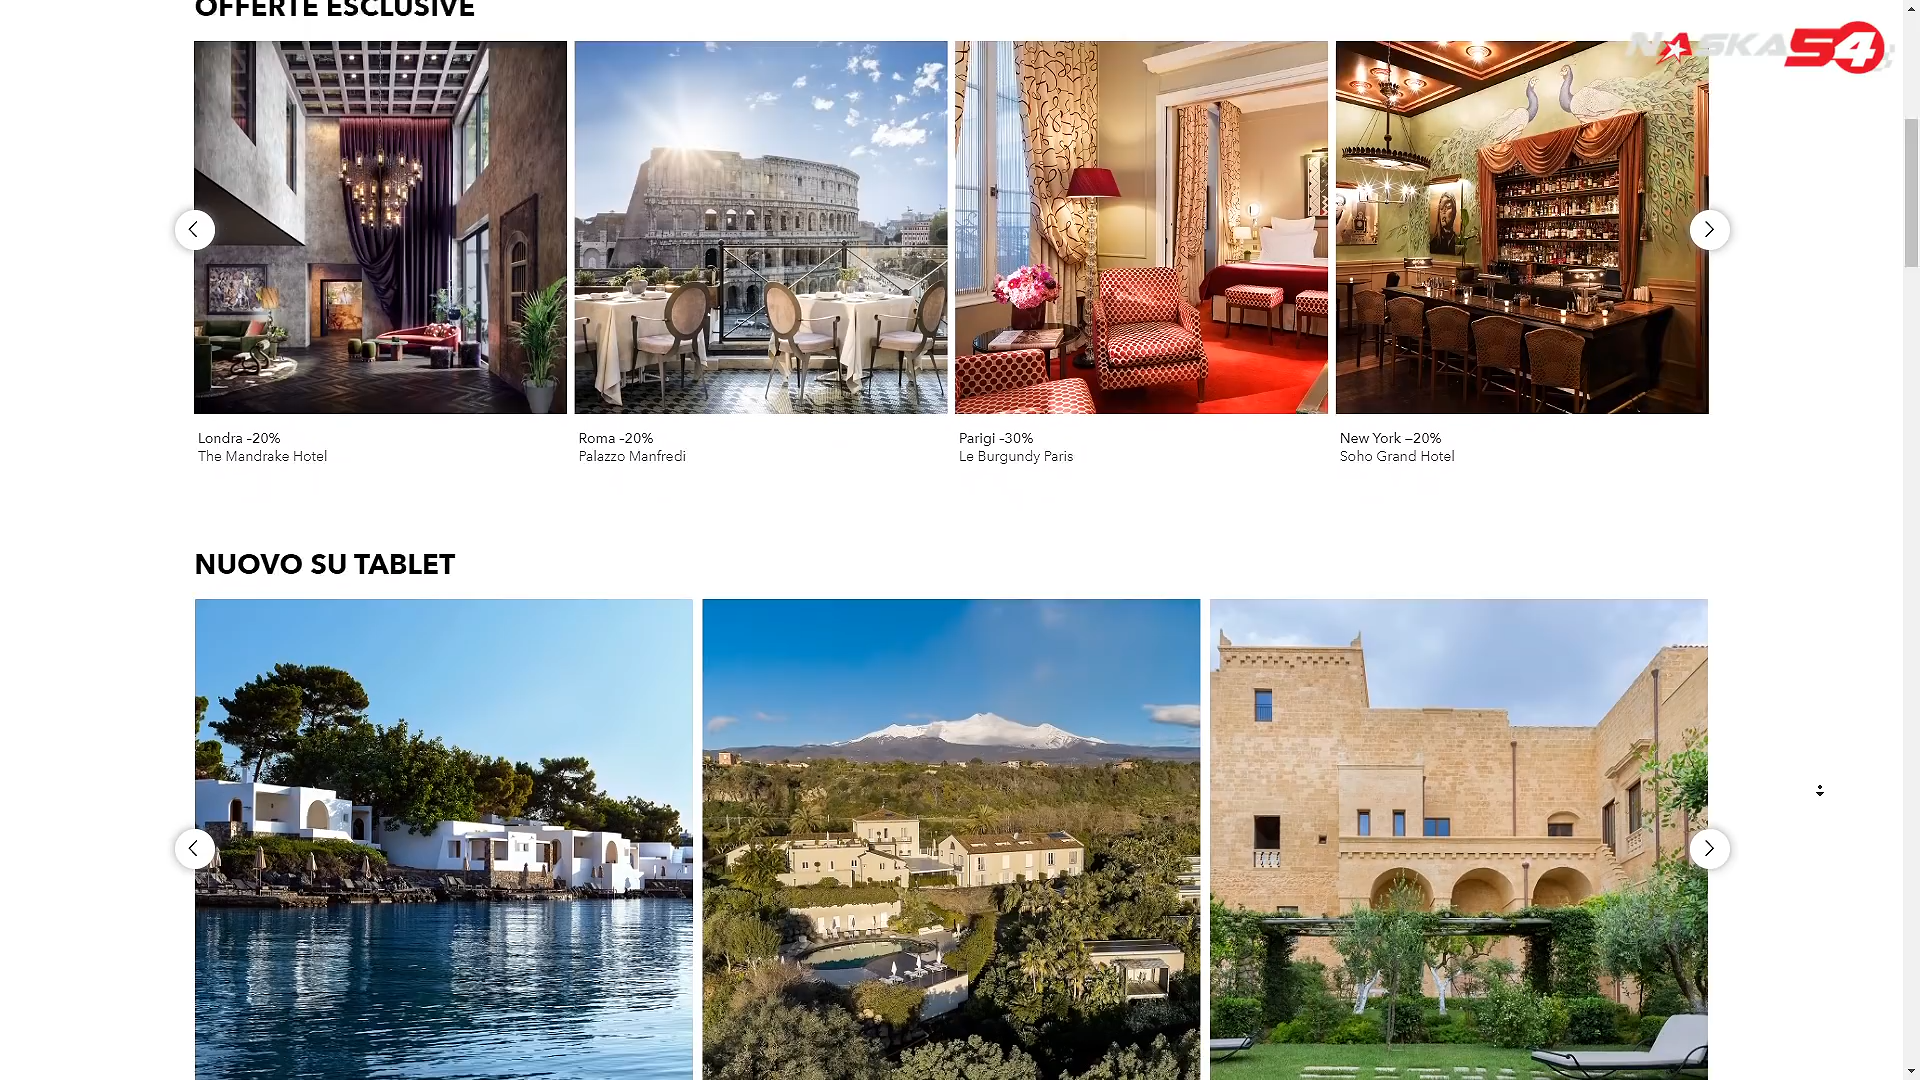 OFFERTE ESCLUSIVE
NASKA54
Londra -20%
The Mandrake Hotel
Roma -20%
Palazzo Manfredi
Parigi -30%
Le Burgundy Paris
New York –20%
Soho Grand Hotel
NUOVO SU TABLET